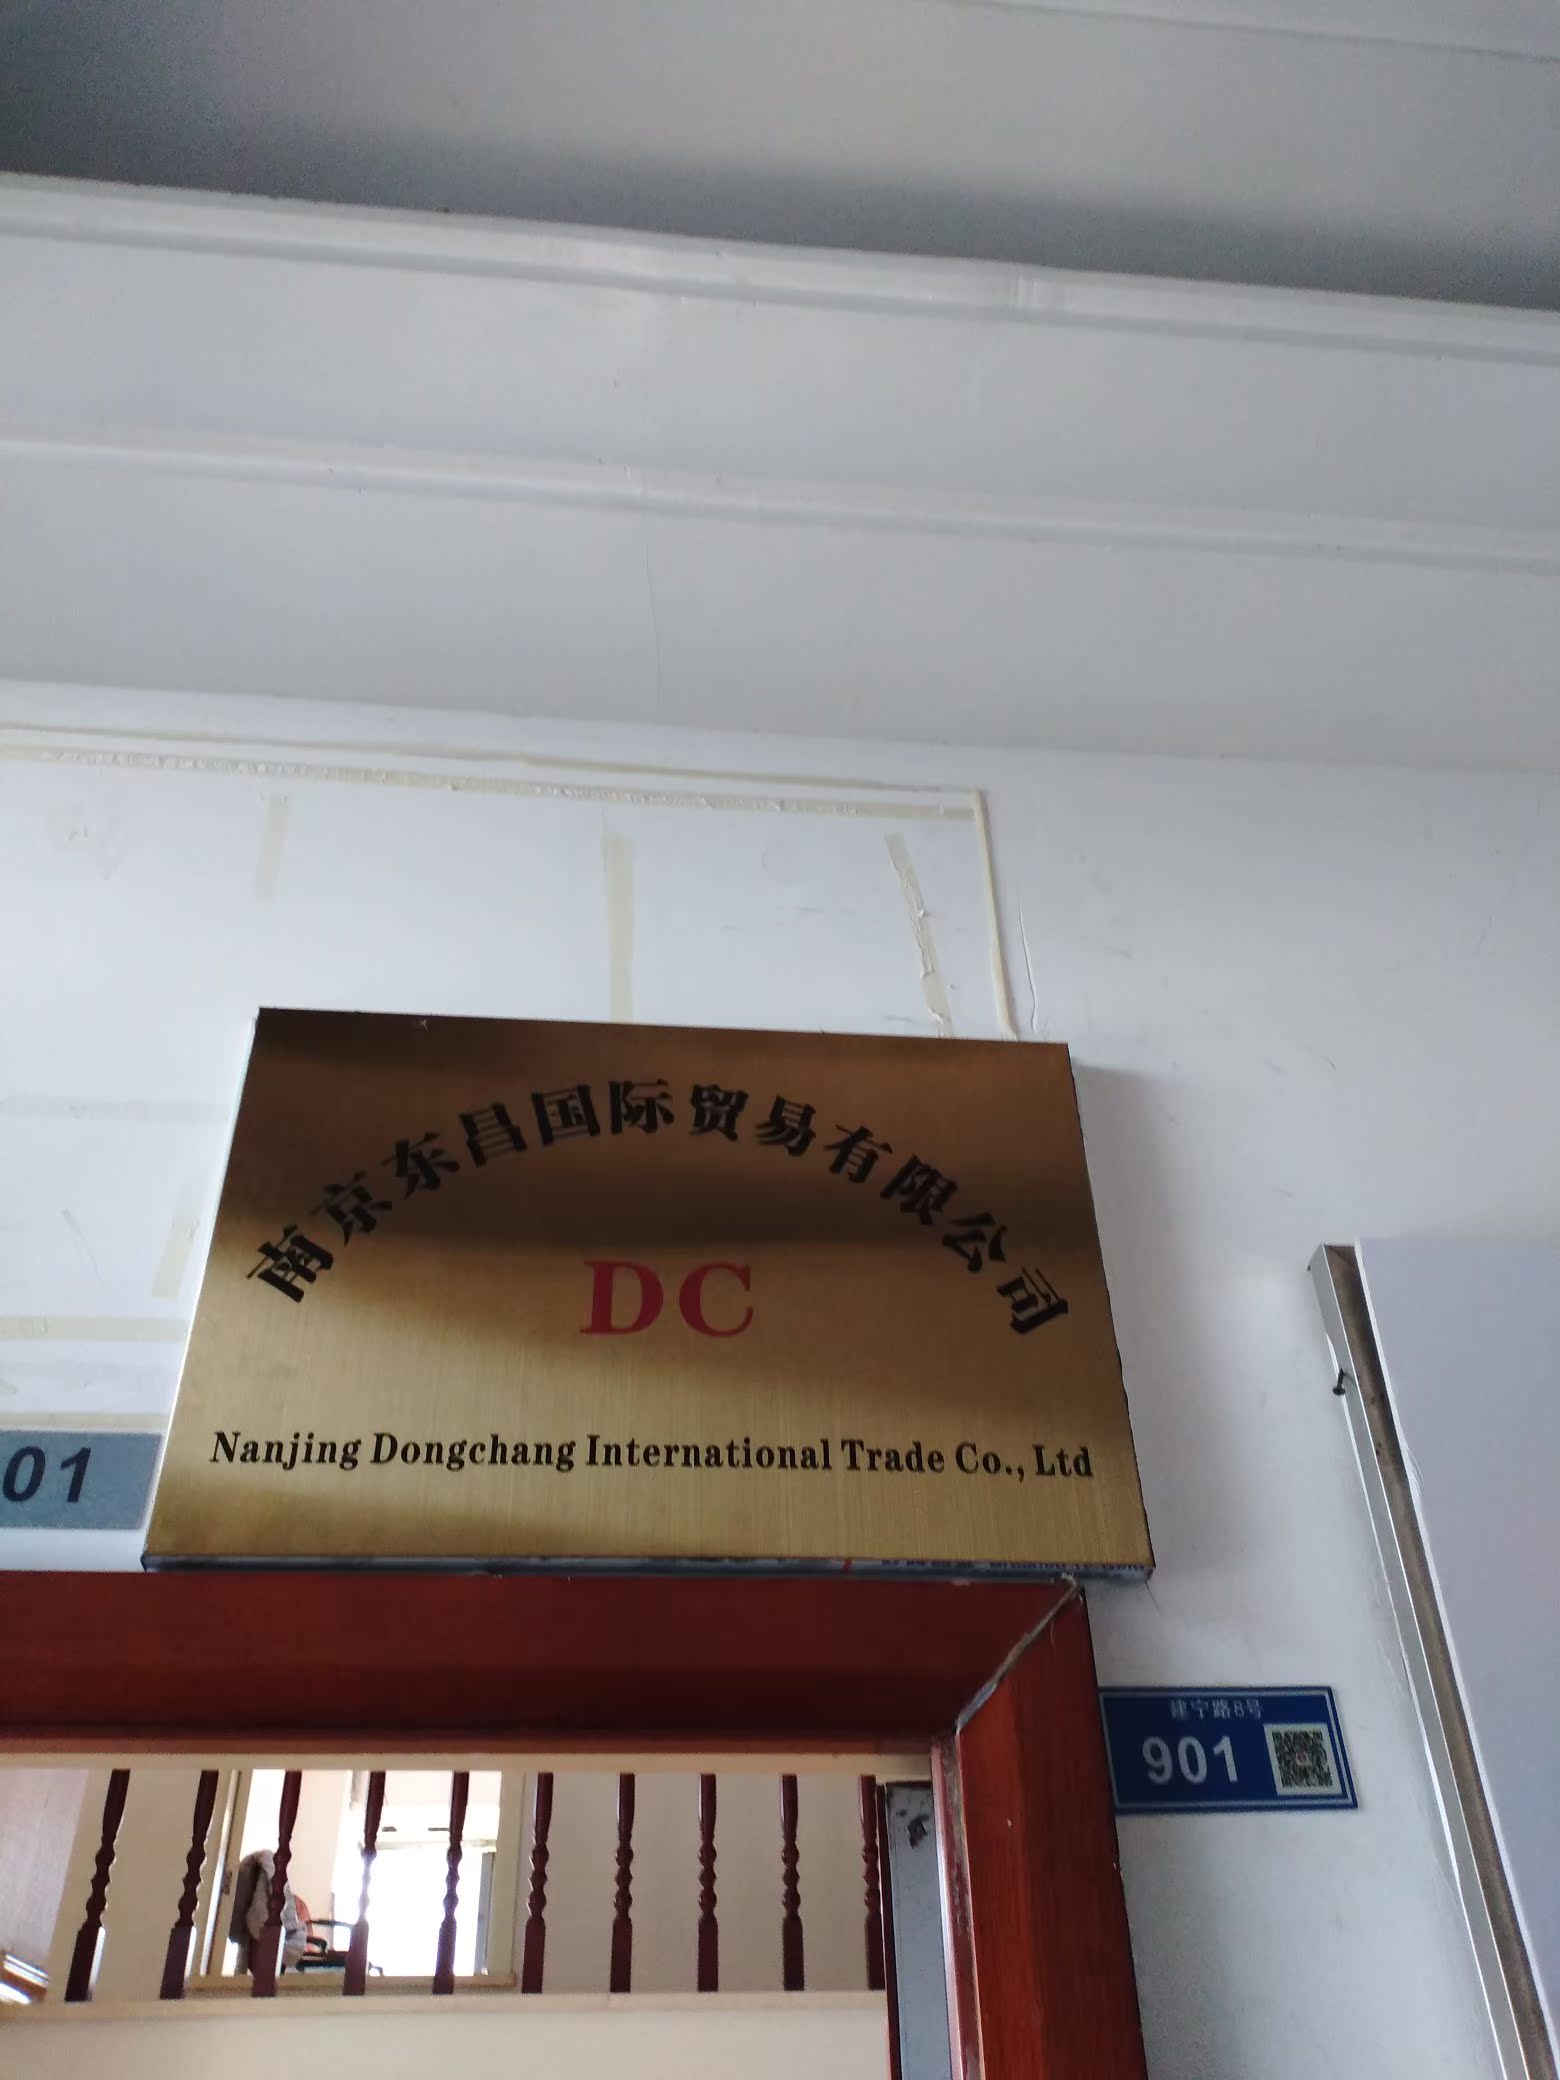 南京东昌国际贸易有限公司
DC
Nanjing Dongchang International Trade Co., Ltd
01
建宁路8号
901